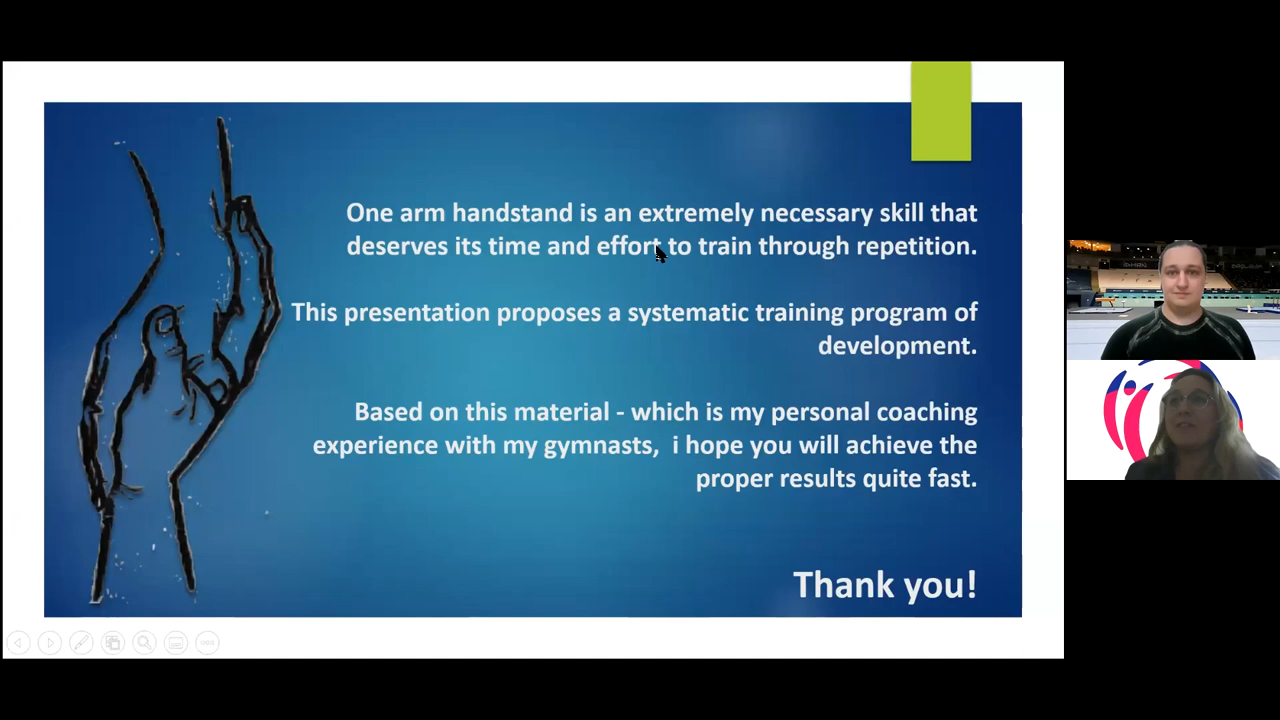 One arm handstand is an extremely necessary skill that
deserves its time and effort to train through repetition.
This presentation proposes a systematic training program of
development.
Based on this material - which is my personal coaching
experience with my gymnasts,  i hope you will achieve the
proper results quite fast.
Thank you!